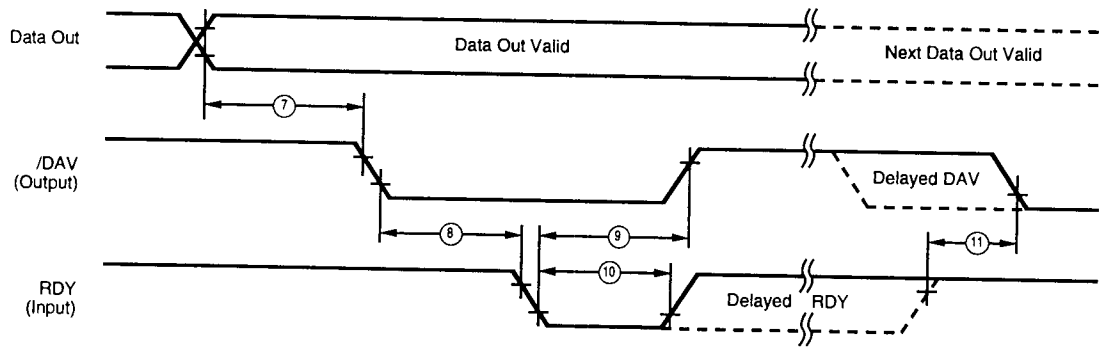 Data Out
Data Out Valid
Next Data Out Valid
7
/DAV
(Output)
Delayed DAV
8
9
11
10
RDY
(Input)
Delayed RDY